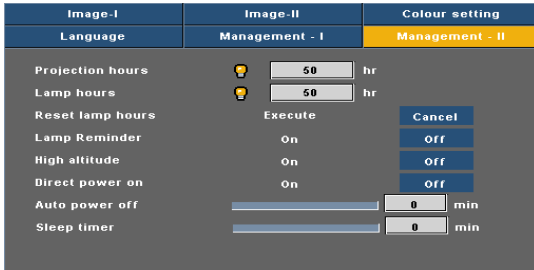 Image-I Image-II Colour setting
Language Management - I Management - II
Projection hours 50 hr
Lamp hours 50 hr
Reset lamp hours Execute Cancel
Lamp Reminder On Off
High altitude On Off
Direct power on On Off
Auto power off 0 min
Sleep timer 0 min